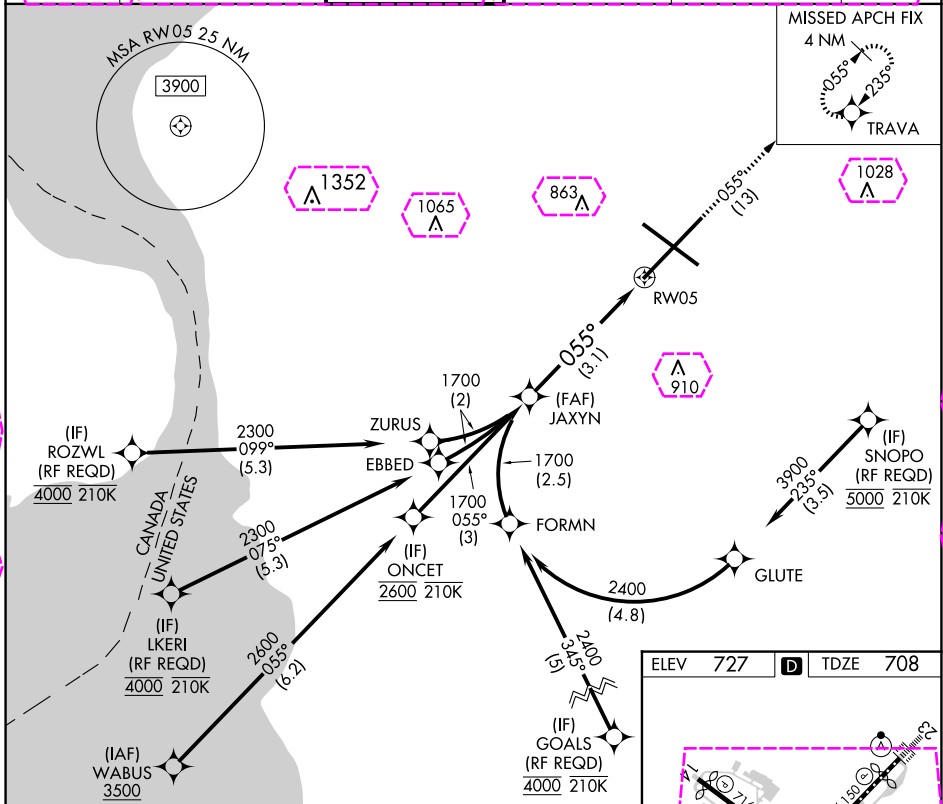 MSA RW05 25 NM
3900
MISSED APCH FIX
4 NM
055°
235°
TRAVA
1352
1065
863
1028
055°
(13)
RW05
910
055°
(3.1)
(FAF)
JAXYN
1700
(2)
ZURUS
EBBED
(IF)
ROZWL
(RF REQD)
4000 210K
2300
099°
(5.3)
1700
(2.5)
(IF)
SNOPO
(RF REQD)
5000 210K
3900
235°
(3.5)
CANADA
UNITED STATES
2300
075°
(5.3)
1700
055°
(3)
FORMN
(IF)
ONCET
2600 210K
GLUTE
2400
(4.8)
(IF)
LKERI
(RF REQD)
4000 210K
2600
055°
(6.2)
2400
345°
(5)
(IF)
GOALS
(RF REQD)
4000 210K
(IAF)
WABUS
3500
ELEV 727 D TDZE 708
23
A
P
P
14